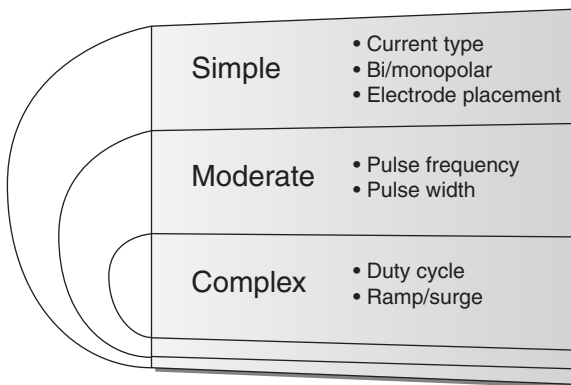 Simple
• Current type
• Bi/monopolar
• Electrode placement
Moderate
• Pulse frequency
• Pulse width
Complex
• Duty cycle
• Ramp/surge